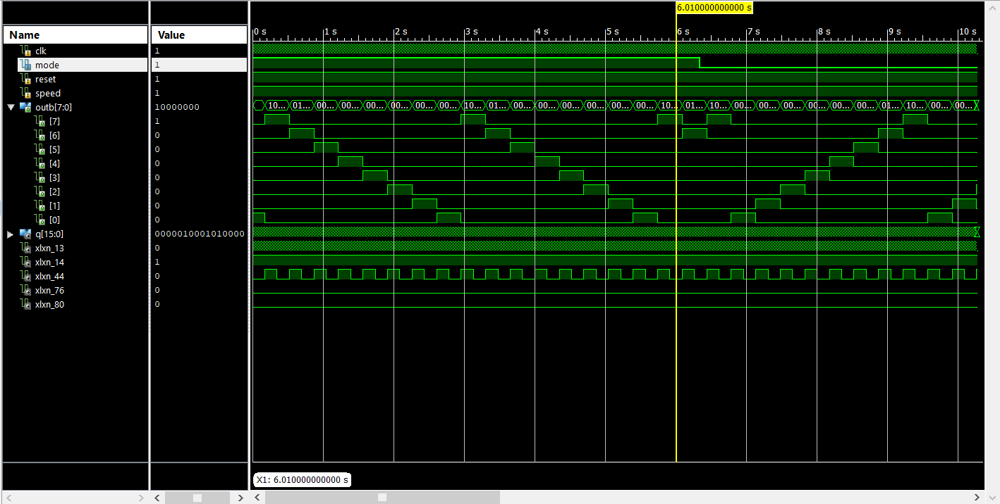 6.010000000000 s
Name Value 0 s 1 s 2 s 3 s 4 s 5 s 6 s 7 s 8 s 9 s 10 s
clk 1
mode 1
reset 1
speed 1
outb[7:0] 10000000 10... 01... 00... 00... 00... 00... 00... 00... 10... 01... 00... 00... 00... 00... 00... 00... 10... 01... 10... 00... 00... 00... 00... 00... 00... 01... 10... 00... 00...
[7] 1
[6] 0
[5] 0
[4] 0
[3] 0
[2] 0
[1] 0
[0] 0
q[15:0] 0000010001010000
xlxn_13 0
xlxn_14 1
xlxn_44 0
xlxn_76 0
xlxn_80 0
X1: 6.010000000000 s